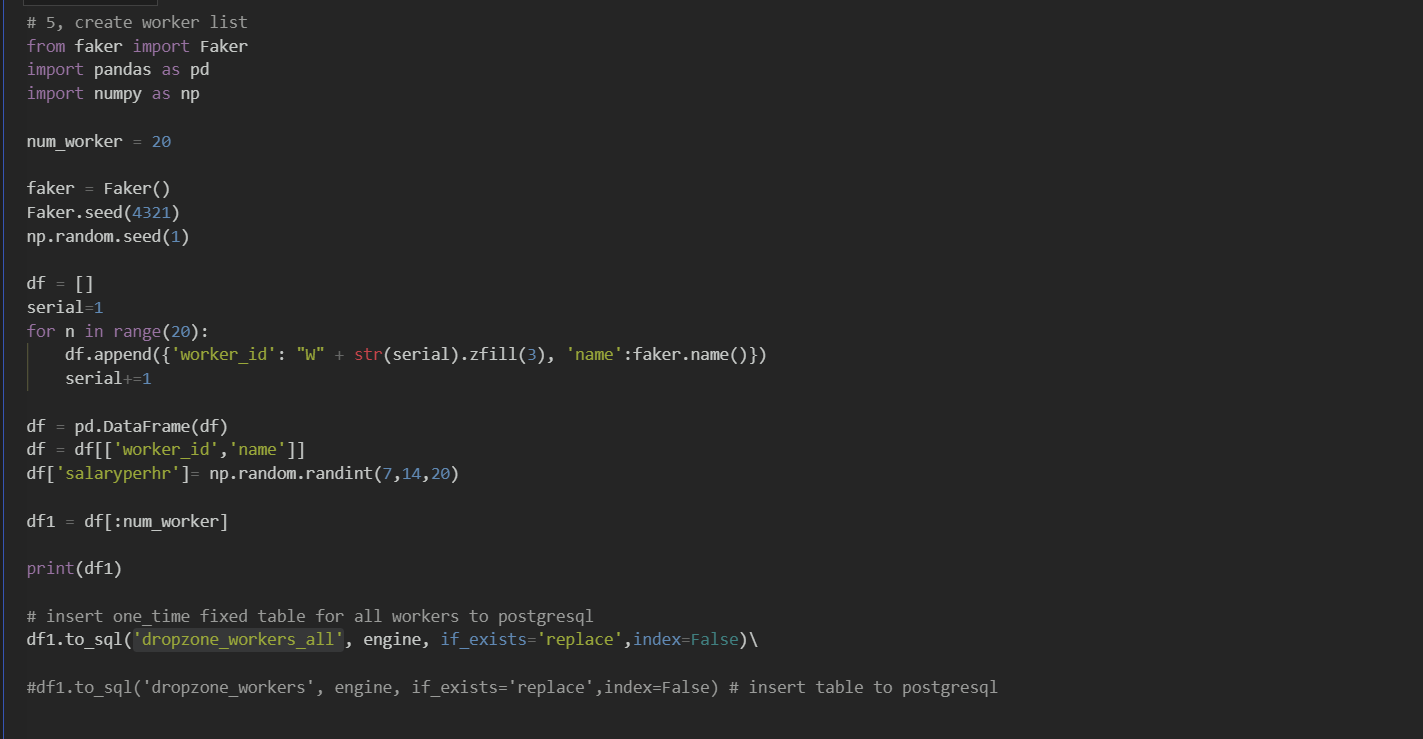 # 5, create worker list
from faker import Faker
import pandas as pd
import numpy as np
num_worker = 20
faker = Faker()
Faker.seed(4321)
np.random.seed(1)
df = []
serial=1
for n in range(20):
    df.append({'worker_id': "W" + str(serial).zfill(3), 'name':faker.name()})
    serial+=1
df = pd.DataFrame(df)
df = df[['worker_id','name']]
df['salaryperhr']= np.random.randint(7,14,20)
df1 = df[:num_worker]
print(df1)
# insert one_time fixed table for all workers to postgresql
df1.to_sql('dropzone_workers_all', engine, if_exists='replace',index=False)\
#df1.to_sql('dropzone_workers', engine, if_exists='replace',index=False) # insert table to postgresql